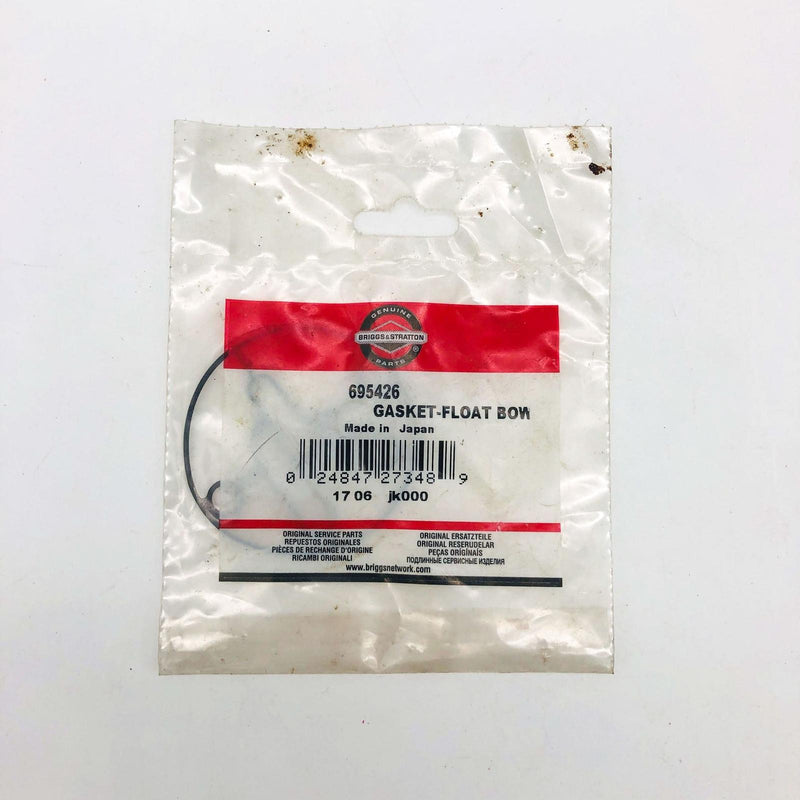 GENUINE
BRIGGS&STRATTON
PARTS ®
695426
GASKET-FLOAT BOW
Made in Japan
0 24847 27348 9
17 06 jk000
ORIGINAL SERVICE PARTS
REPUESTOS ORIGINALES
PIÈCES DE RECHANGE D'ORIGINE
RICAMBI ORIGINALI
ORIGINAL ERSATZTEILE
ORIGINAL RESERUDELAR
PEÇAS ORIGINAIS
ПОДЛИННЫЕ СЕРВИСНЫЕ ИЗДЕЛИЯ
www.briggsnetwork.com